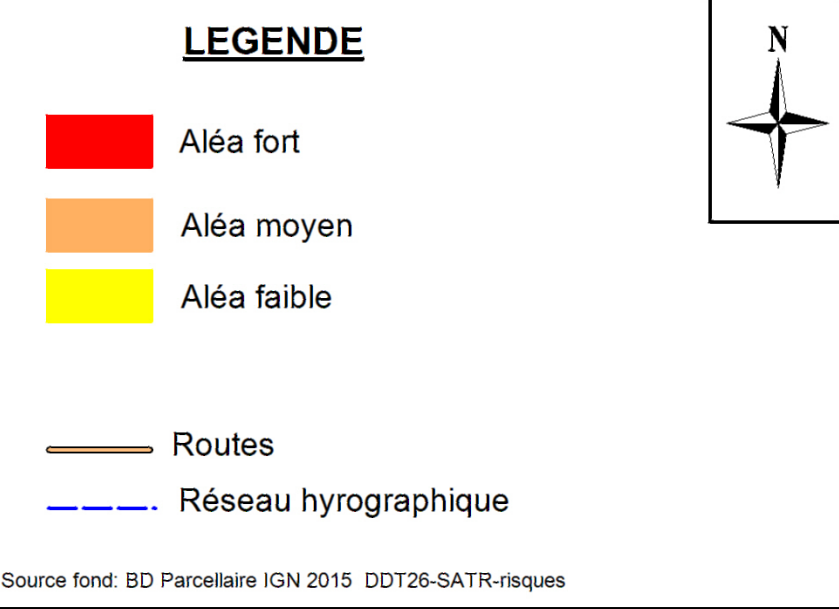 LEGENDE
N
Aléa fort
Aléa moyen
Aléa faible
Routes
Réseau hyrographique
Source fond: BD Parcellaire IGN 2015 DDT26-SATR-risques